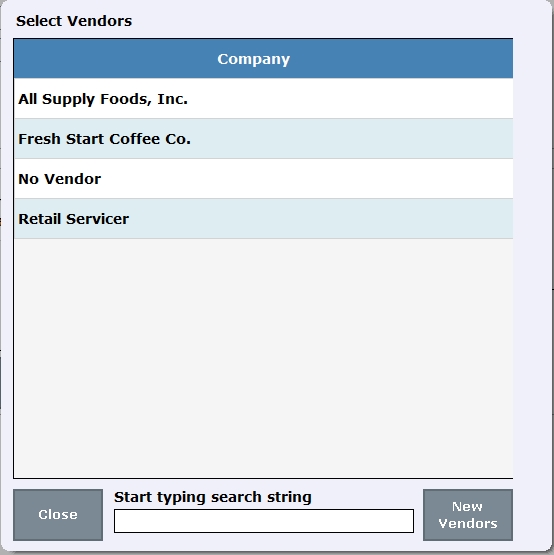 Select Vendors
Company
All Supply Foods, Inc.
Fresh Start Coffee Co.
No Vendor
Retail Servicer
Start typing search string
Close
New
Vendors